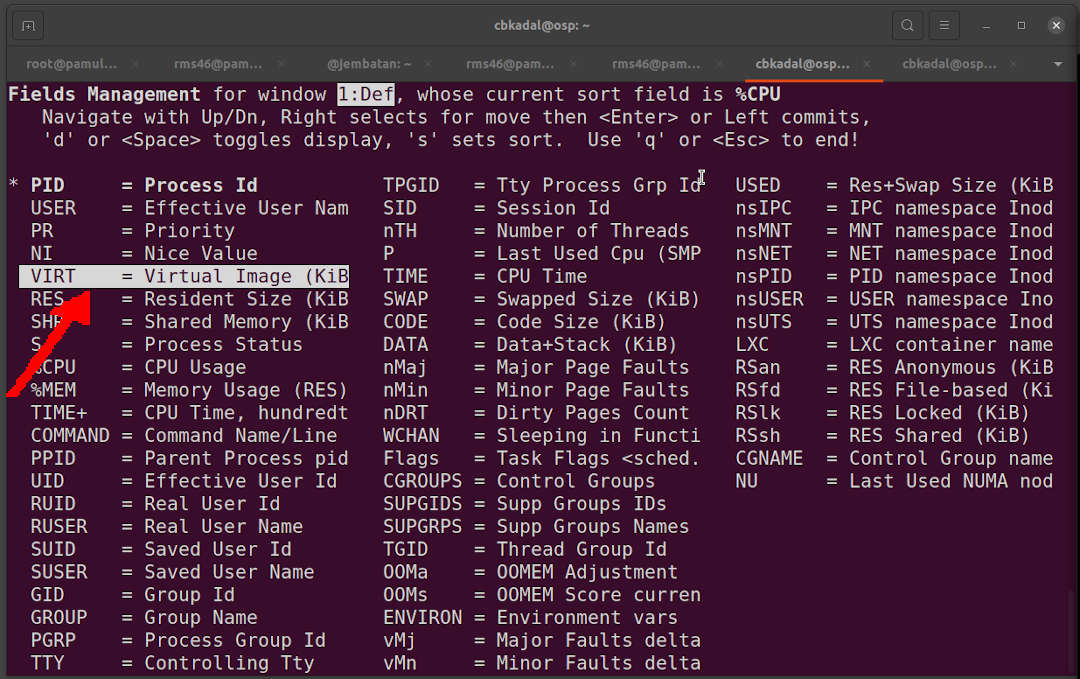 cbkadal@osp: ~
root@pamul... rms46@pam... @jembatan: ~ rms46@pam... rms46@pam... cbkadal@osp... cbkadal@osp...
Fields Management for window 1:Def, whose current sort field is %CPU
Navigate with Up/Dn, Right selects for move then <Enter> or Left commits,
'd' or <Space> toggles display, 's' sets sort.  Use 'q' or <Esc> to end!
* PID = Process Id TPGID = Tty Process Grp Id USED = Res+Swap Size (KiB
USER = Effective User Nam SID = Session Id nsIPC = IPC namespace Inod
PR = Priority nTH = Number of Threads nsMNT = MNT namespace Inod
NI = Nice Value P = Last Used Cpu (SMP nsNET = NET namespace Inod
VIRT = Virtual Image (KiB TIME = CPU Time nsPID = PID namespace Inod
RES = Resident Size (KiB SWAP = Swapped Size (KiB) nsUSER = USER namespace Ino
SHR = Shared Memory (KiB CODE = Code Size (KiB) nsUTS = UTS namespace Inod
S = Process Status DATA = Data+Stack (KiB) LXC = LXC container name
%CPU = CPU Usage nMaj = Major Page Faults RSan = RES Anonymous (KiB
%MEM = Memory Usage (RES) nMin = Minor Page Faults RSfd = RES File-based (Ki
TIME+ = CPU Time, hundredt nDRT = Dirty Pages Count RSlk = RES Locked (KiB)
COMMAND = Command Name/Line WCHAN = Sleeping in Functi RSsh = RES Shared (KiB)
PPID = Parent Process pid Flags = Task Flags <sched. CGNAME = Control Group name
UID = Effective User Id CGROUPS = Control Groups NU = Last Used NUMA nod
RUID = Real User Id SUPGIDS = Supp Groups IDs
RUSER = Real User Name SUPGRPS = Supp Groups Names
SUID = Saved User Id TGID = Thread Group Id
SUSER = Saved User Name OOMa = OOMEM Adjustment
GID = Group Id OOMs = OOMEM Score curren
GROUP = Group Name ENVIRON = Environment vars
PGRP = Process Group Id vMj = Major Faults delta
TTY = Controlling Tty vMn = Minor Faults delta